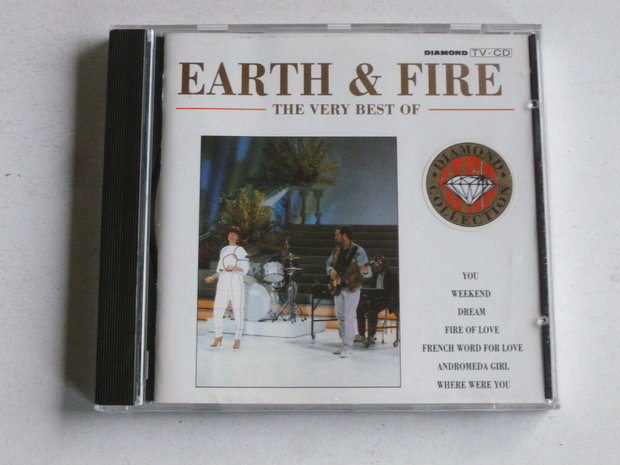 DIAMOND TV-CD
EARTH & FIRE
THE VERY BEST OF
DIAMOND
COLLECTION
YOU
WEEKEND
DREAM
FIRE OF LOVE
FRENCH WORD FOR LOVE
ANDROMEDA GIRL
WHERE WERE YOU